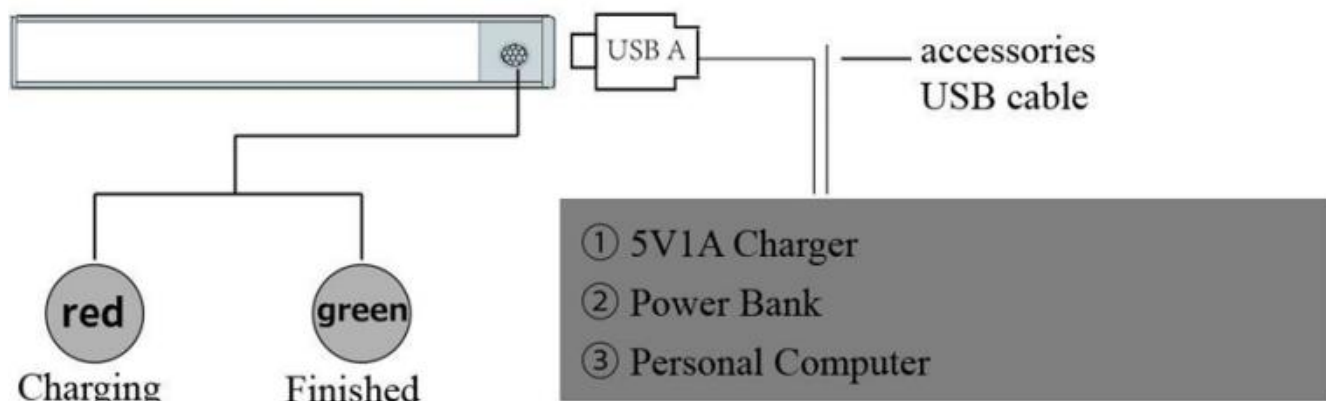 USB A
accessories
USB cable
① 5V1A Charger
② Power Bank
③ Personal Computer
red
green
Charging
Finished